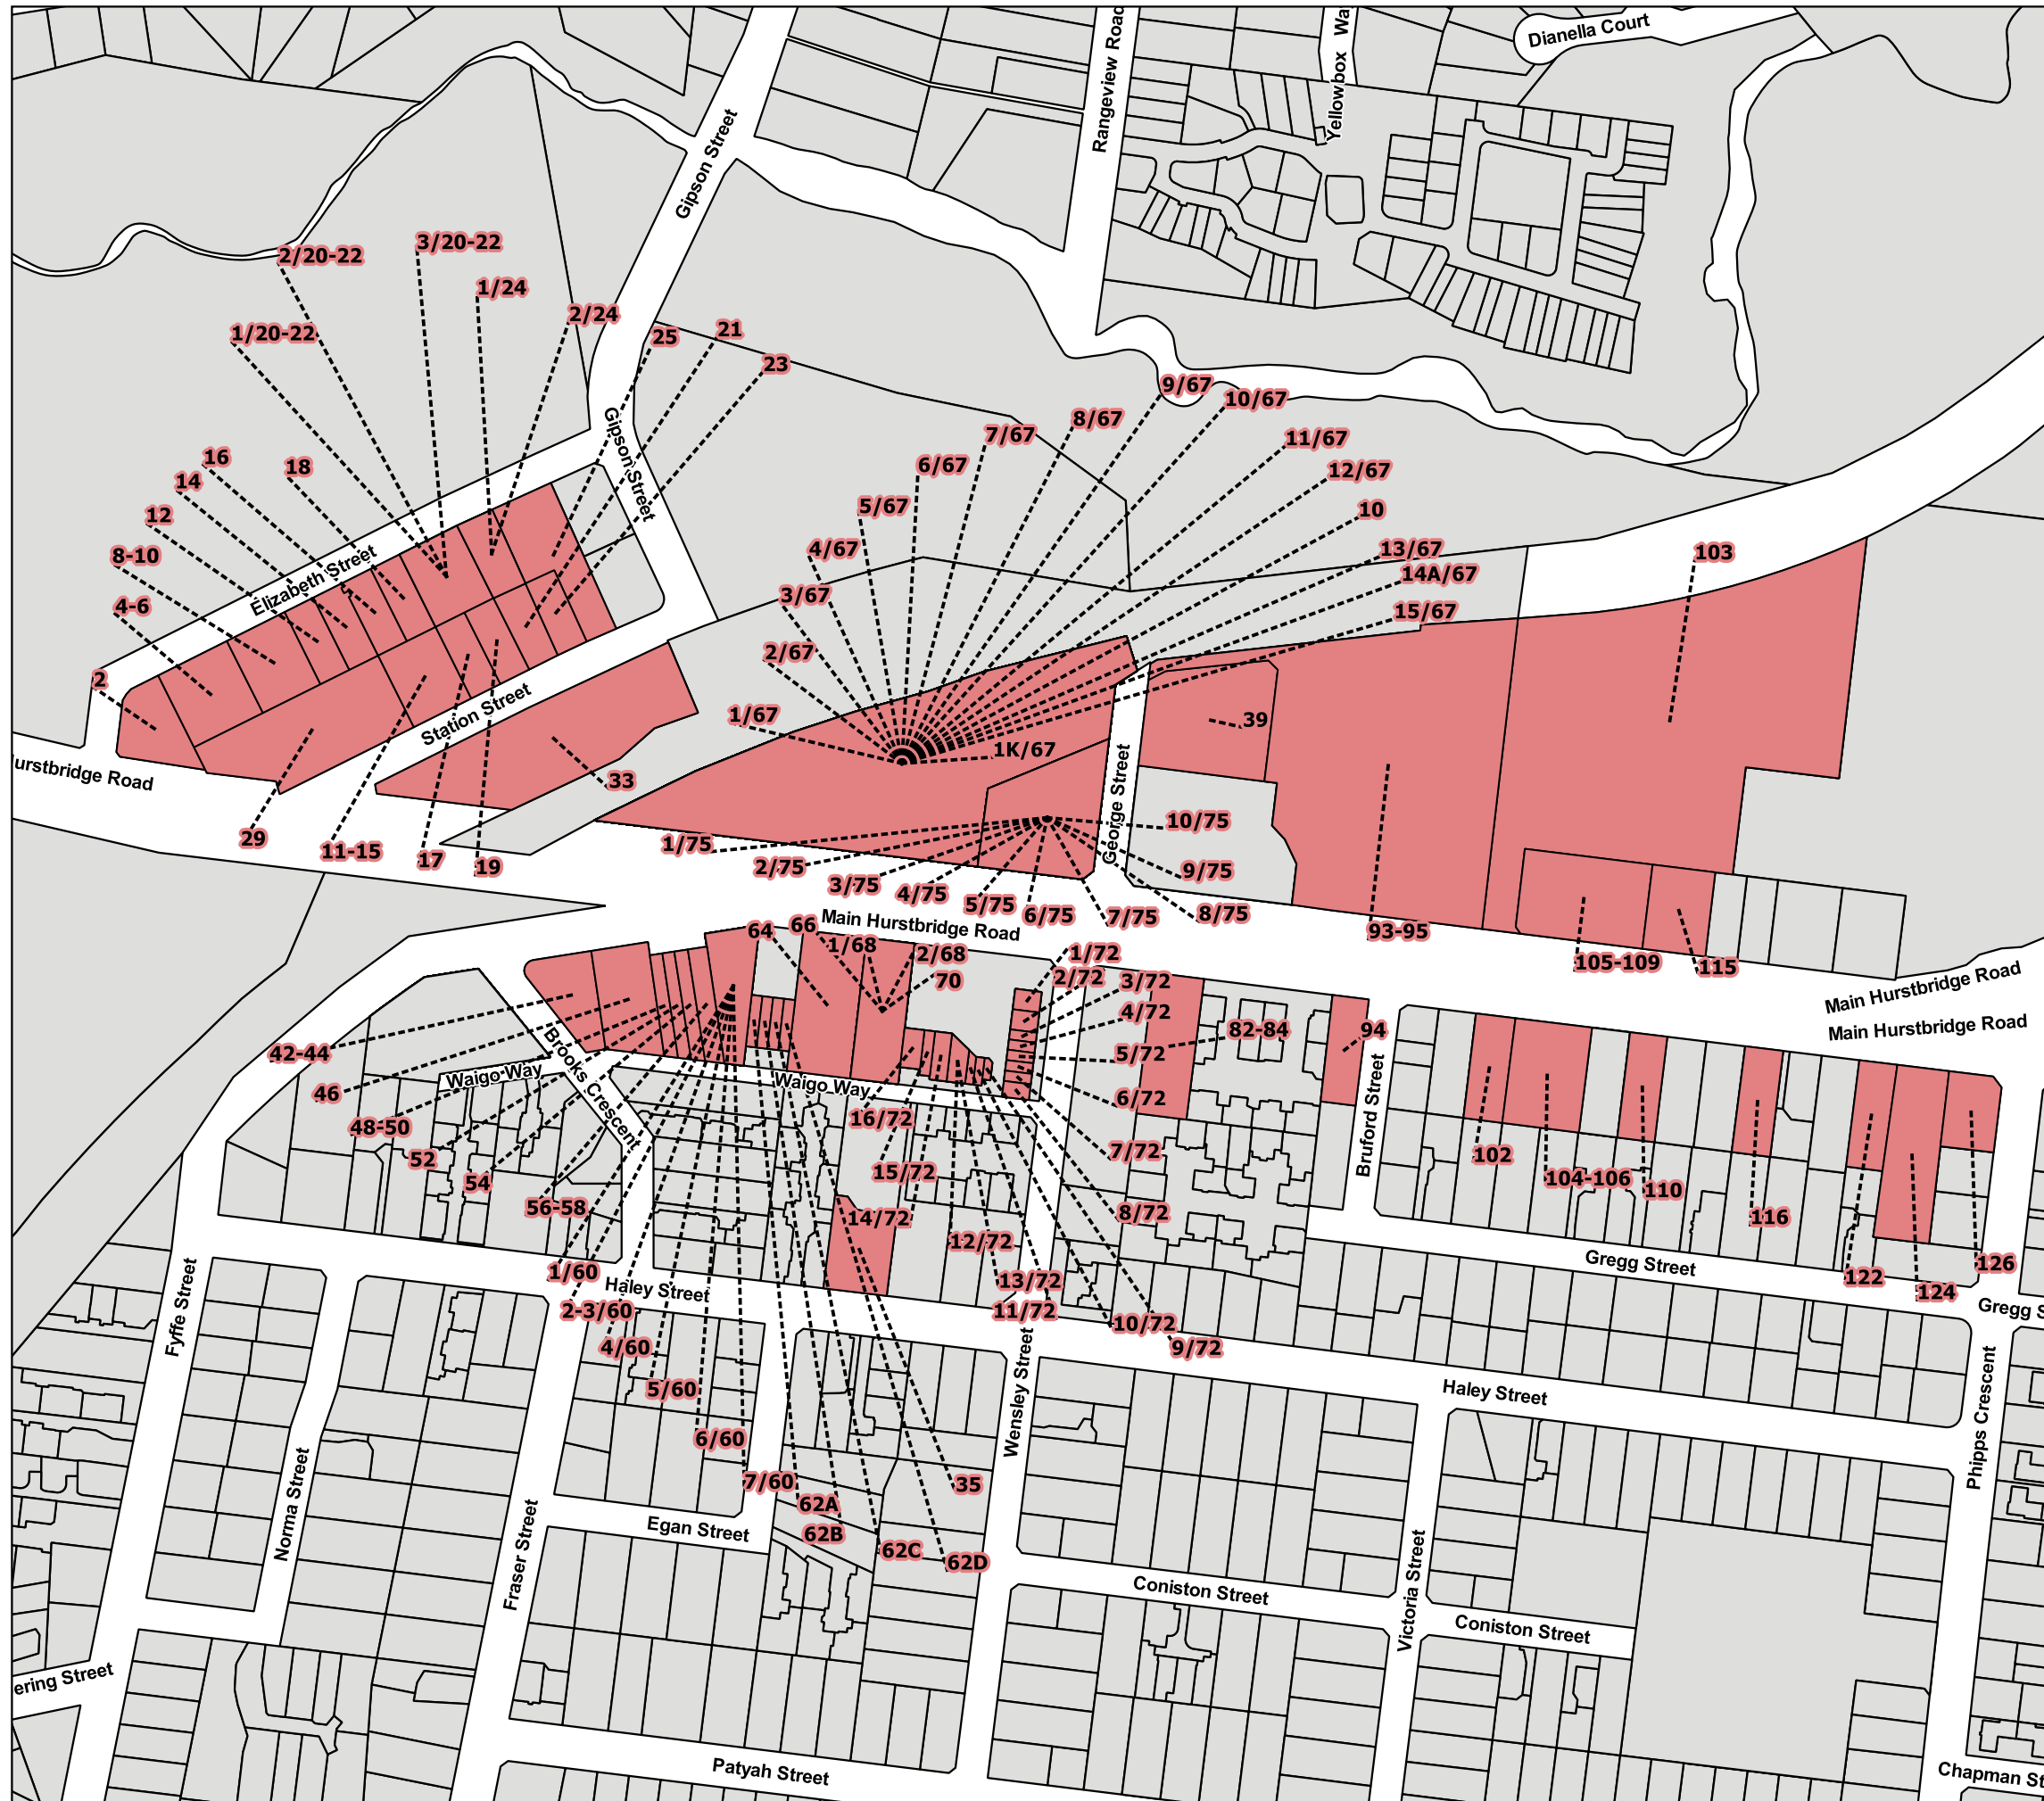 Dianella Court
Yellowbox Wa
Rangeview Road
Gipson Street
3/20-22
2/20-22
1/24
2/24
1/20-22
25
21
23
9/67
10/67
8/67
7/67
11/67
Gipson Street
16
18
6/67
12/67
14
5/67
10
12
8-10
4/67
13/67
103
Elizabeth Street
14A/67
4-6
3/67
15/67
2/67
2
Station Street
1/67
39
1K/67
urstbridge Road
33
George Street
10/75
29
11-15
17
19
1/75
2/75
3/75
4/75
5/75
6/75
7/75
8/75
9/75
93-95
105-109
115
64
66
Main Hurstbridge Road
1/68
2/68
70
1/72
2/72
3/72
4/72
82-84
94
Main Hurstbridge Road
Main Hurstbridge Road
42-44
46
48-50
52
54
56-58
Brooks Crescent
Waigo Way
Waigo Way
5/72
6/72
16/72
7/72
15/72
8/72
14/72
12/72
13/72
11/72
10/72
9/72
Bruford Street
102
104-106
110
116
122
124
126
Gregg Street
Gregg S
1/60
Haley Street
2-3/60
4/60
5/60
6/60
7/60
62A
62B
62C
62D
35
Fyffe Street
Norma Street
Fraser Street
Egan Street
Wensley Street
Haley Street
Phipps Crescent
Victoria Street
Coniston Street
Coniston Street
ering Street
Patyah Street
Chapman St